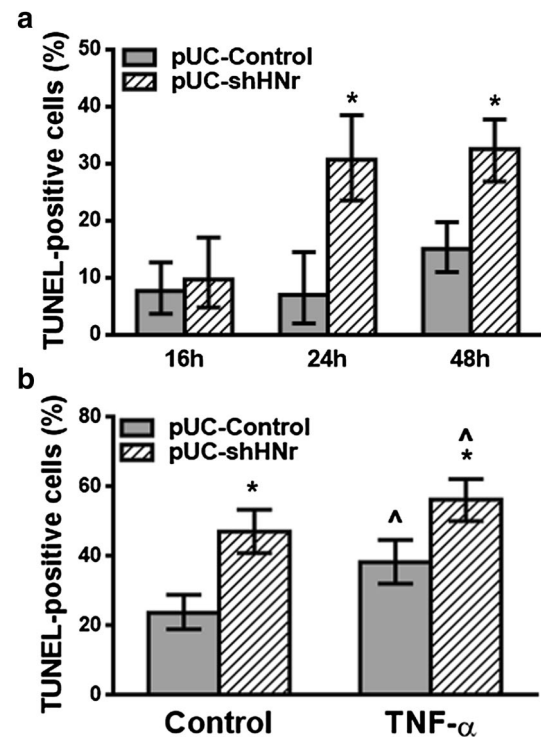 a
TUNEL-positive cells (%)
50
40
30
20
10
0
pUC-Control
pUC-shHNr
*
*
16h
24h
48h
b
TUNEL-positive cells (%)
80
60
40
20
0
pUC-Control
pUC-shHNr
*
^
^
*
Control
TNF-α